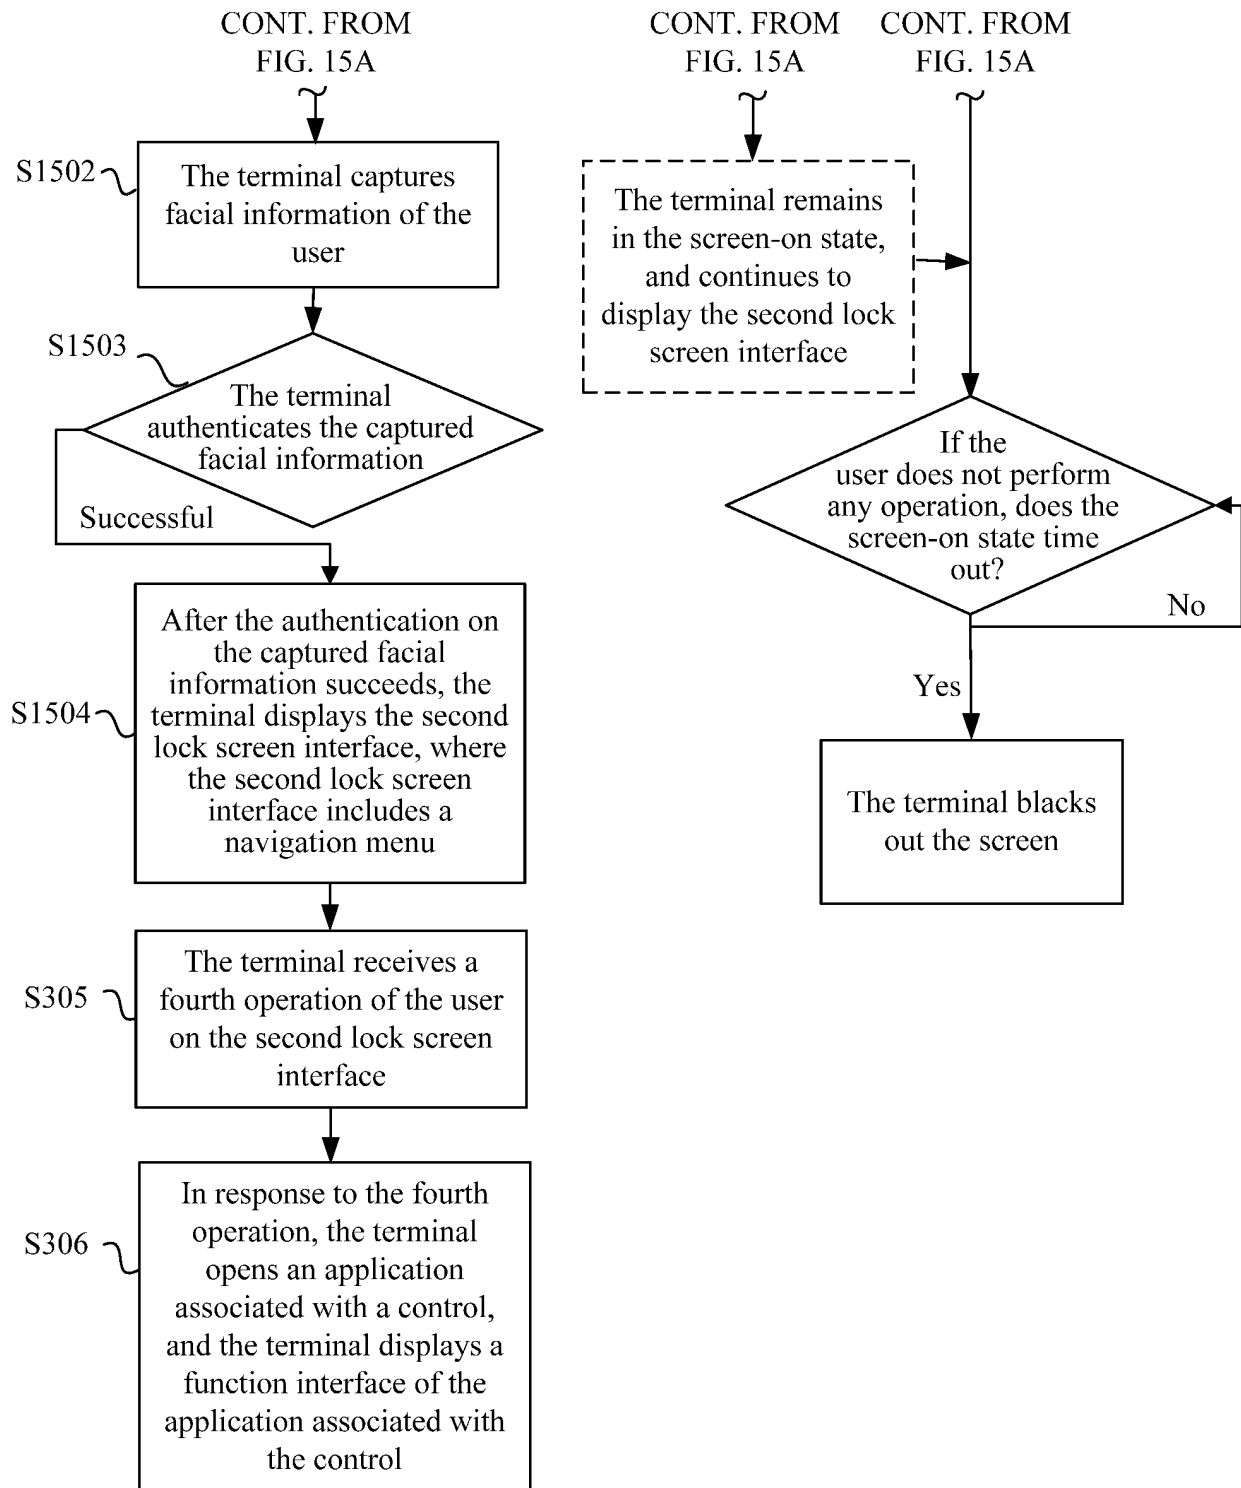 CONT. FROM
FIG. 15A
S1502
The terminal captures
facial information of the
user
S1503
The terminal
authenticates the captured
facial information
Successful
S1504
After the authentication on
the captured facial
information succeeds, the
terminal displays the second
lock screen interface, where
the second lock screen
interface includes a
navigation menu
S305
The terminal receives a
fourth operation of the user
on the second lock screen
interface
S306
In response to the fourth
operation, the terminal
opens an application
associated with a control,
and the terminal displays a
function interface of the
application associated with
the control
CONT. FROM
FIG. 15A
The terminal remains
in the screen-on state,
and continues to
display the second lock
screen interface
CONT. FROM
FIG. 15A
If the
user does not perform
any operation, does the
screen-on state time
out?
No
Yes
The terminal blacks
out the screen